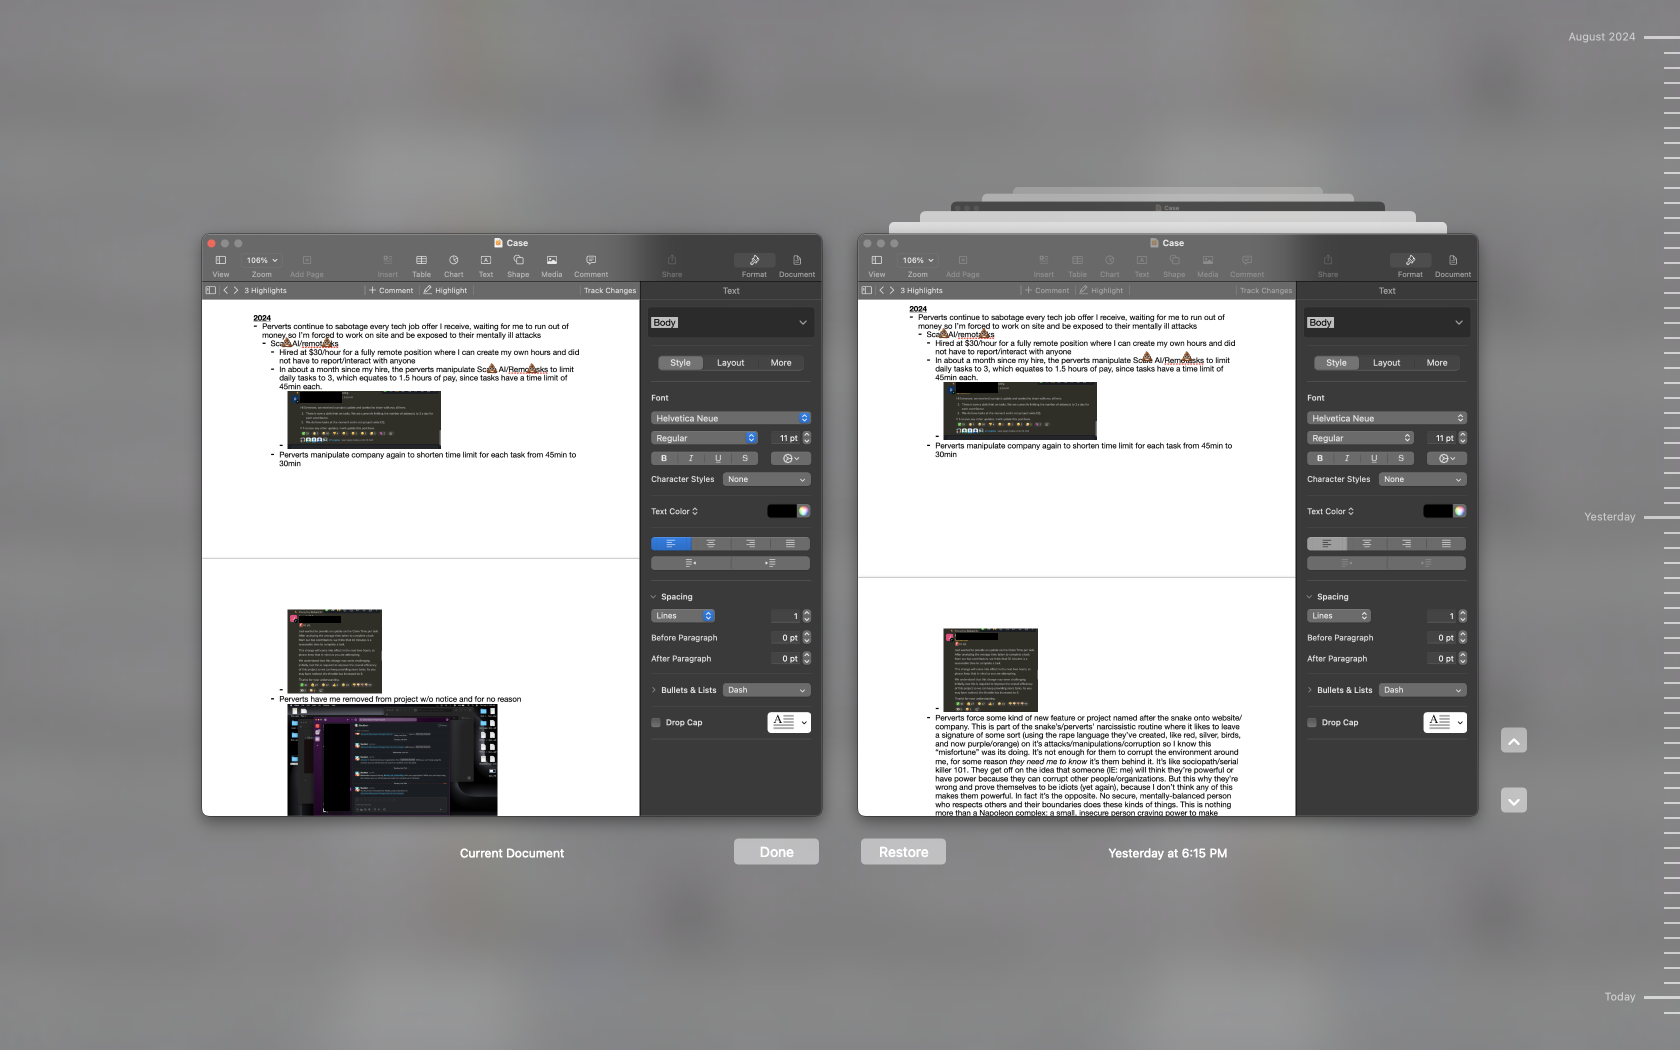 August 2024
Case
Case
Case
106%
View
Zoom
Add Page
Insert
Table
Chart
Text
Shape
Media
Comment
Share
Format
Document
3 Highlights
Comment
Highlight
Track Changes
Text
2024
- Perverts continue to sabotage every tech job offer I receive, waiting for me to run out of
money so I'm forced to work on site and be exposed to their mentally ill attacks
- Sca💩AI/remot💩ks
- Hired at $30/hour for a fully remote position where I can create my own hours and did
not have to report/interact with anyone
- In about a month since my hire, the perverts manipulate Sca💩AI/Remo💩sks to limit
daily tasks to 3, which equates to 1.5 hours of pay, since tasks have a time limit of
45min each.
-
- Perverts manipulate company again to shorten time limit for each task from 45min to
30min
-
- Perverts have me removed from project w/o notice and for no reason
Body
Style
Layout
More
Font
Helvetica Neue
Regular
11 pt
B
I
U
S
Character Styles
None
Text Color
Spacing
Lines
1
Before Paragraph
0 pt
After Paragraph
0 pt
Bullets & Lists
Dash
Drop Cap
A
Current Document
Done
106%
View
Zoom
Add Page
Insert
Table
Chart
Text
Shape
Media
Comment
Share
Format
Document
3 Highlights
Comment
Highlight
Track Changes
Text
2024
- Perverts continue to sabotage every tech job offer I receive, waiting for me to run out of
money so I'm forced to work on site and be exposed to their mentally ill attacks
- Sca💩AI/remot💩sks
- Hired at $30/hour for a fully remote position where I can create my own hours and did
not have to report/interact with anyone
- In about a month since my hire, the perverts manipulate Sc💩 AI/Rem💩asks to limit
daily tasks to 3, which equates to 1.5 hours of pay, since tasks have a time limit of
45min each.
-
- Perverts manipulate company again to shorten time limit for each task from 45min to
30min
-
- Perverts force some kind of new feature or project named after the snake onto website/
company. This is part of the snake's/perverts' narcissistic routine where it likes to leave
a signature of some sort (using the rape language they've created, like red, silver, birds,
and now purple/orange) on it's attacks/manipulations/corruption so I know this
"misfortune" was its doing. It's not enough for them to corrupt the environment around
me, for some reason they need me to know it's them behind it. It's like sociopath/serial
killer 101. They get off on the idea that someone (IE: me) will think they're powerful or
have power because they can corrupt other people/organizations. But this why they're
wrong and prove themselves to be idiots (yet again), because I don't think any of this
makes them powerful. In fact it's the opposite. No secure, mentally-balanced person
who respects others and their boundaries does these kinds of things. This is nothing
more than a Napoleon complex: a small, insecure person craving power to make
Body
Style
Layout
More
Font
Helvetica Neue
Regular
11 pt
B
I
U
S
Character Styles
None
Text Color
Spacing
Lines
1
Before Paragraph
0 pt
After Paragraph
0 pt
Bullets & Lists
Dash
Drop Cap
A
Restore
Yesterday at 6:15 PM
Yesterday
Today